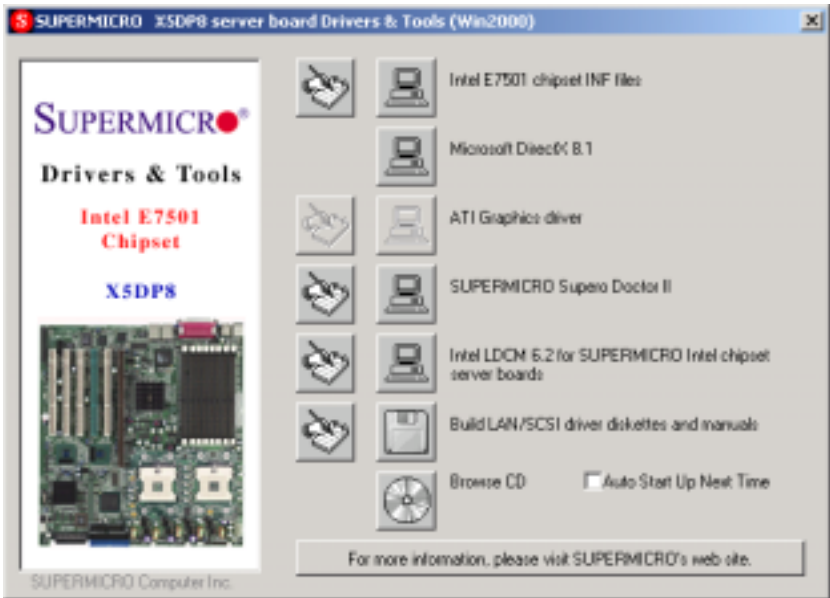 SUPERMICRO X5DP8 server board Drivers & Tools (Win2000)
SUPERMICRO®
Drivers & Tools
Intel E7501
Chipset
X5DP8
SUPERMICRO Computer Inc.
Intel E7501 chipset INF files
Microsoft DirectX 8.1
ATI Graphics driver
SUPERMICRO Supero Doctor II
Intel LDCM 6.2 for SUPERMICRO Intel chipset
server boards
Build LAN/SCSI driver diskettes and manuals
Browse CD
Auto Start Up Next Time
For more information, please visit SUPERMICRO's web site.